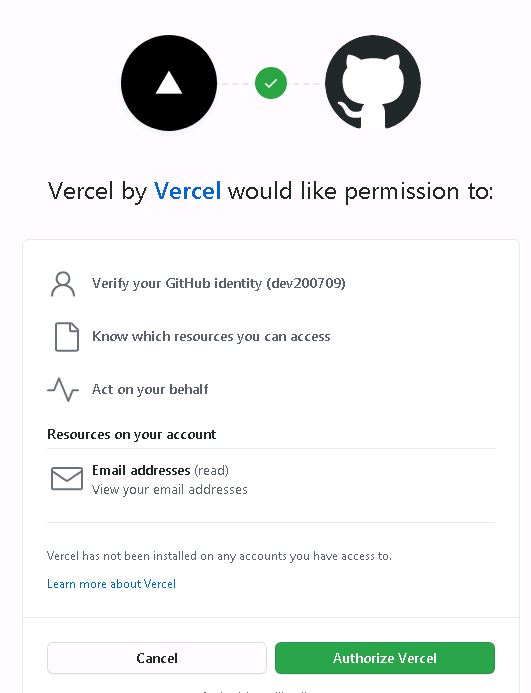 Vercel by Vercel would like permission to:
Verify your GitHub identity (dev200709)
Know which resources you can access
Act on your behalf
Resources on your account
Email addresses (read)
View your email addresses
Vercel has not been installed on any accounts you have access to.
Learn more about Vercel
Cancel
Authorize Vercel